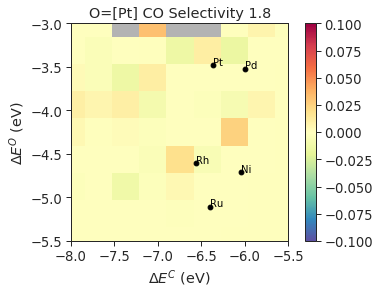 O=[Pt] CO Selectivity 1.8
−3.0
−3.5
−4.0
−4.5
−5.0
−5.5
ΔE^O (eV)
Pt
Pd
Rh
Ni
Ru
−8.0 −7.5 −7.0 −6.5 −6.0 −5.5
ΔE^C (eV)
0.100
0.075
0.050
0.025
0.000
−0.025
−0.050
−0.075
−0.100